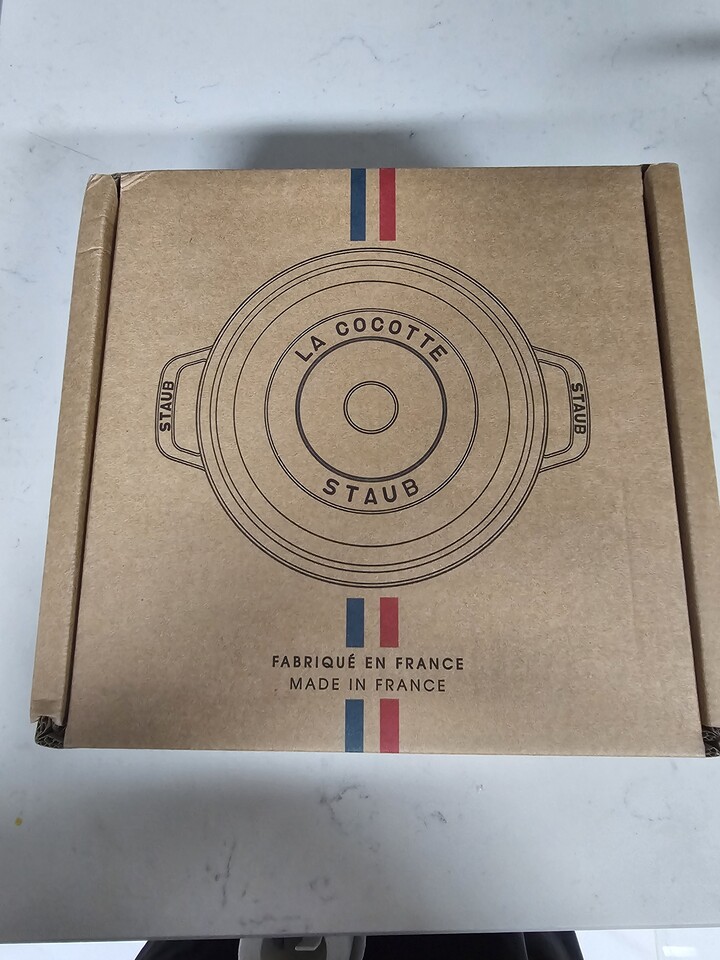 LA COCOTTE
STAUB
STAUB
STAUB
FABRIQUÉ EN FRANCE
MADE IN FRANCE